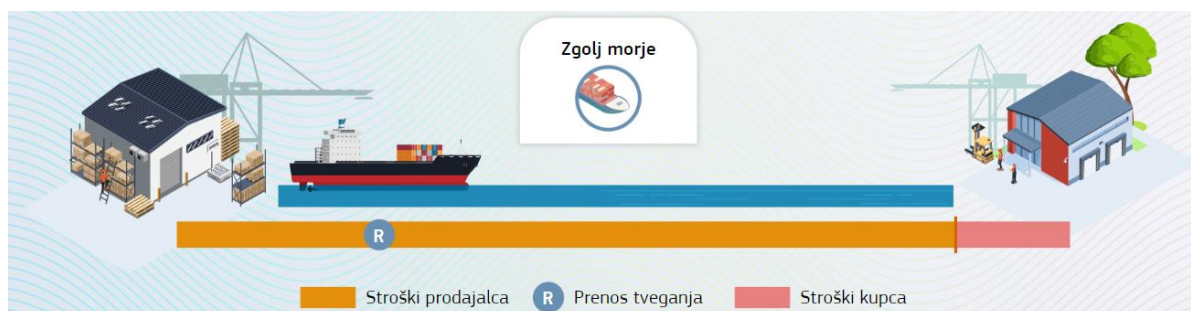 Zgolj morje
R
Stroški prodajalca
R Prenos tveganja
Stroški kupca